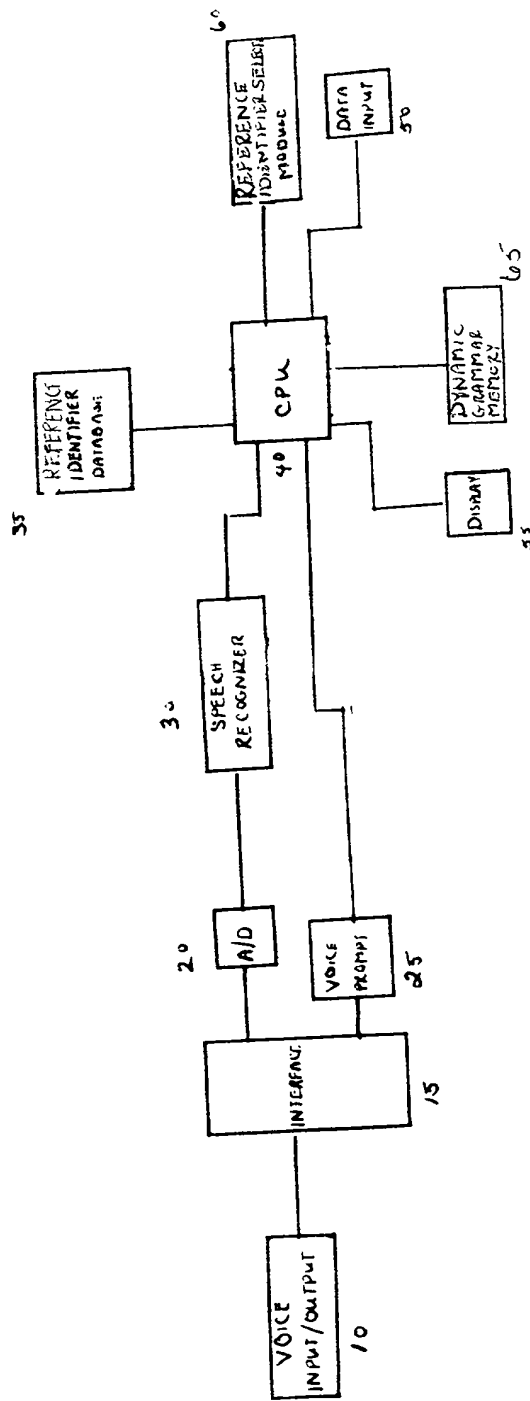 VOICE
INPUT/OUTPUT
10
INTERFACE
15
20
A/D
VOICE
PROMPTS
25
30
SPEECH
RECOGNIZER
35
REFERENCE
IDENTIFIER
DATABASE
CPU
40
60
REFERENCE
IDENTIFIER SELECT
MODULE
DATA
INPUT
50
DISPLAY
55
DYNAMIC
GRAMMAR
MEMORY
65